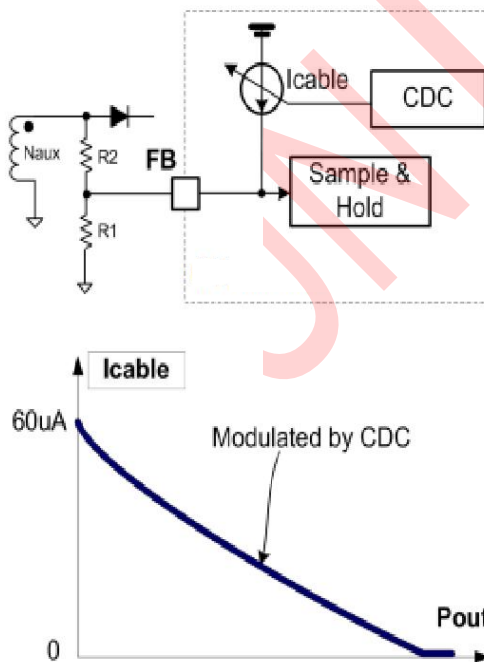 Icable
CDC
Naux
R2
FB
Sample &
Hold
R1
Icable
60uA
Modulated by CDC
Pout
0